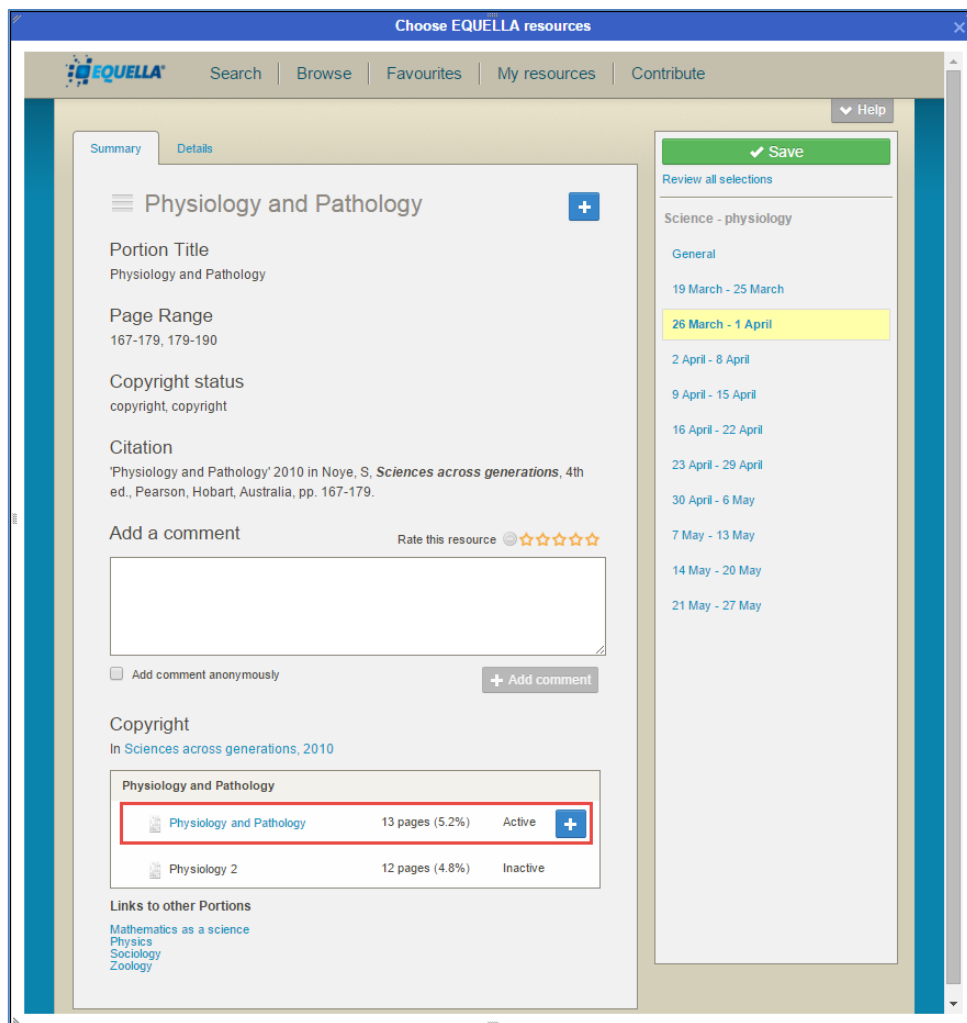 Choose EQUELLA resources
EQUELLA
Search
Browse
Favourites
My resources
Contribute
Help
Summary
Details
Physiology and Pathology
Portion Title
Physiology and Pathology
Page Range
167-179, 179-190
Copyright status
copyright, copyright
Citation
'Physiology and Pathology' 2010 in Noye, S, Sciences across generations, 4th
ed., Pearson, Hobart, Australia, pp. 167-179.
Add a comment
Rate this resource
Add comment anonymously
+ Add comment
Copyright
In Sciences across generations, 2010
Physiology and Pathology
Physiology and Pathology 13 pages (5.2%) Active
Physiology 2 12 pages (4.8%) Inactive
Links to other Portions
Mathematics as a science
Physics
Sociology
Zoology
Save
Review all selections
Science - physiology
General
19 March - 25 March
26 March - 1 April
2 April - 8 April
9 April - 15 April
16 April - 22 April
23 April - 29 April
30 April - 6 May
7 May - 13 May
14 May - 20 May
21 May - 27 May